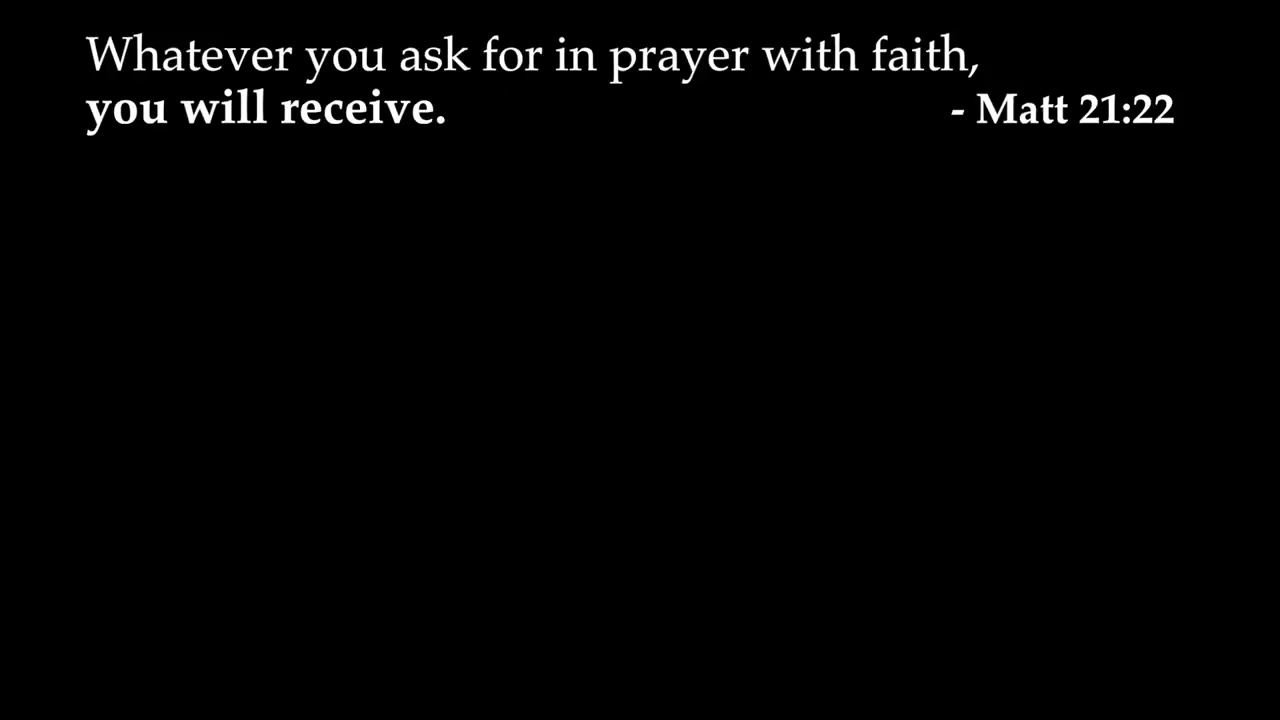 Whatever you ask for in prayer with faith,
you will receive. - Matt 21:22